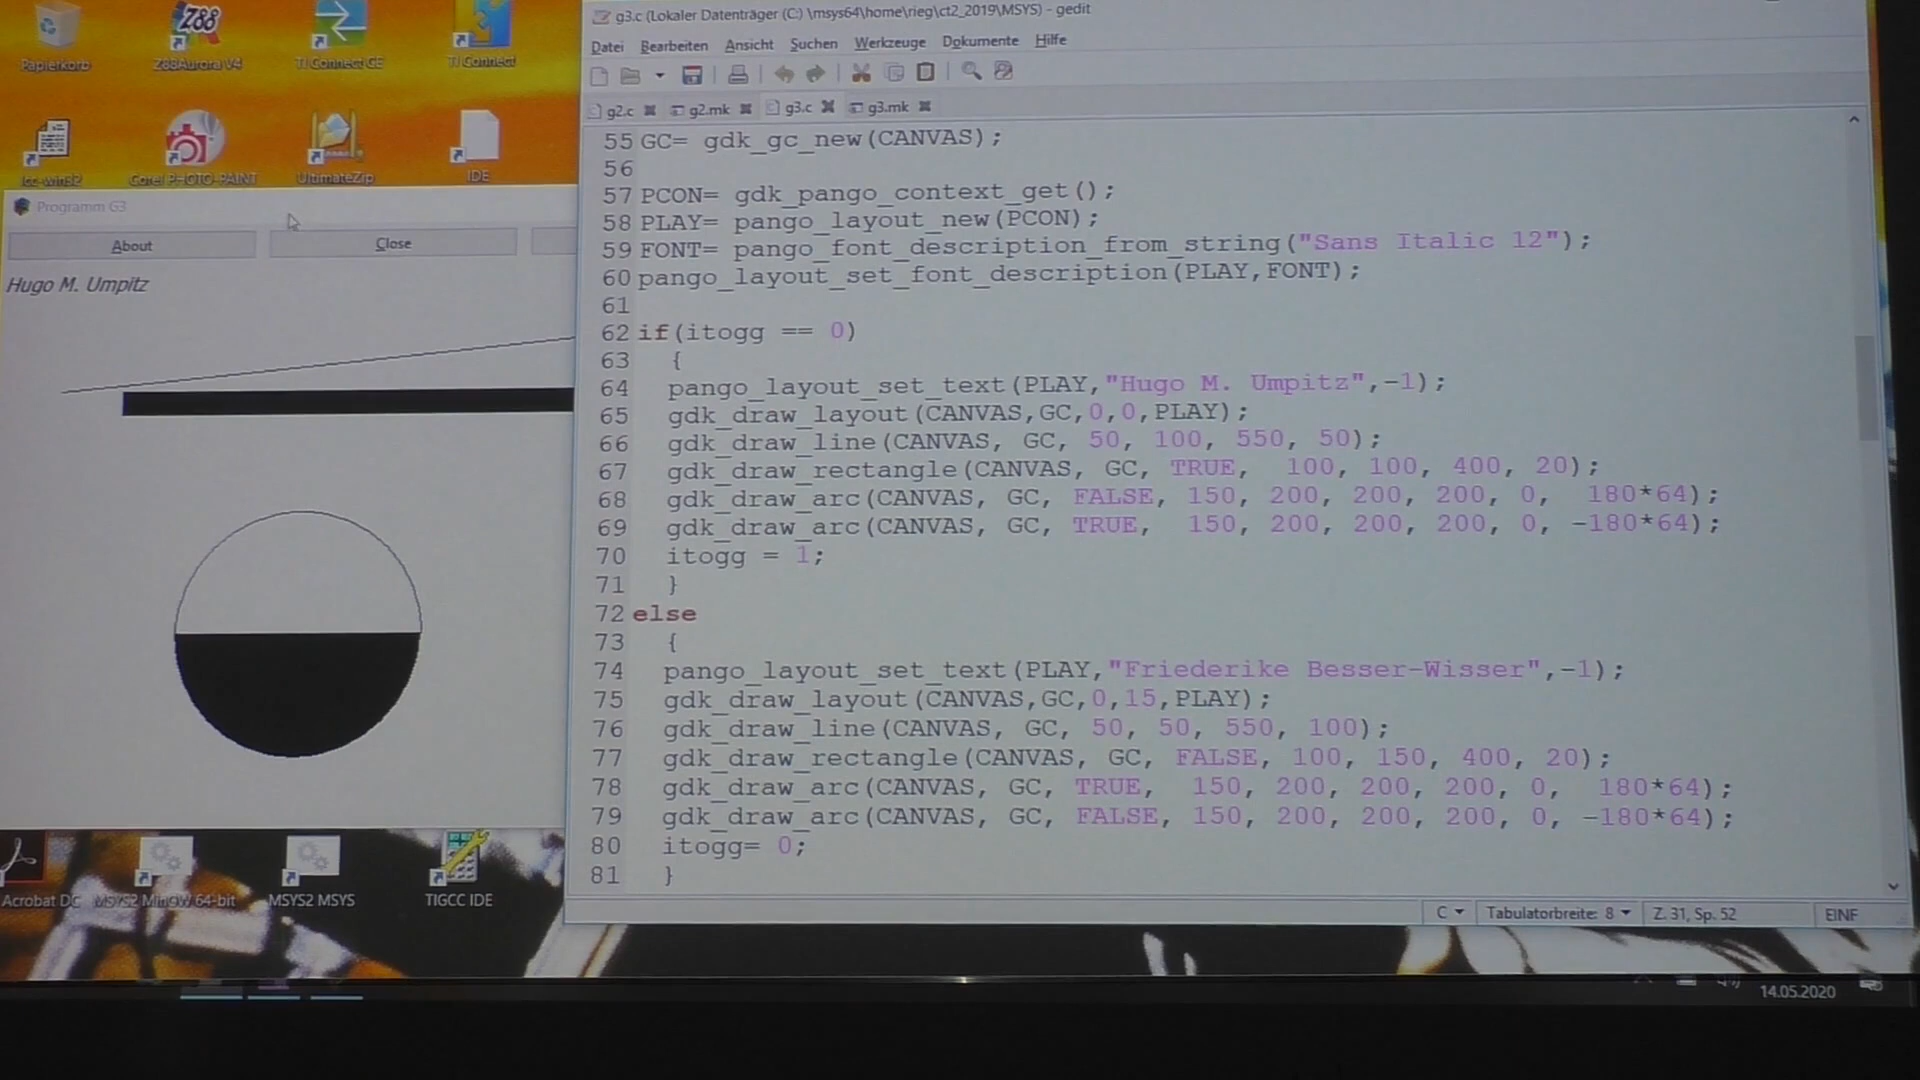 Papierkorb
Z88Aurora V4
TI Connect CE
TI Connect
lcc-win32
Corel PHOTO-PAINT
UltimateZip
IDE
Programm G3
About
Close
Hugo M. Umpitz
Acrobat DC
MSYS2 MinGW 64-bit
MSYS2 MSYS
TIGCC IDE
g3.c (Lokaler Datenträger (C:) \msys64\home\rieg\ct2_2019\MSYS) - gedit
Datei Bearbeiten Ansicht Suchen Werkzeuge Dokumente Hilfe
g2.c g2.mk g3.c g3.mk
55 GC= gdk_gc_new(CANVAS);
56
57 PCON= gdk_pango_context_get();
58 PLAY= pango_layout_new(PCON);
59 FONT= pango_font_description_from_string("Sans Italic 12");
60 pango_layout_set_font_description(PLAY,FONT);
61
62 if(itogg == 0)
63 {
64 pango_layout_set_text(PLAY,"Hugo M. Umpitz",-1);
65 gdk_draw_layout(CANVAS,GC,0,0,PLAY);
66 gdk_draw_line(CANVAS, GC, 50, 100, 550, 50);
67 gdk_draw_rectangle(CANVAS, GC, TRUE, 100, 100, 400, 20);
68 gdk_draw_arc(CANVAS, GC, FALSE, 150, 200, 200, 200, 0, 180*64);
69 gdk_draw_arc(CANVAS, GC, TRUE, 150, 200, 200, 200, 0, -180*64);
70 itogg = 1;
71 }
72 else
73 {
74 pango_layout_set_text(PLAY,"Friederike Besser-Wisser",-1);
75 gdk_draw_layout(CANVAS,GC,0,15,PLAY);
76 gdk_draw_line(CANVAS, GC, 50, 50, 550, 100);
77 gdk_draw_rectangle(CANVAS, GC, FALSE, 100, 150, 400, 20);
78 gdk_draw_arc(CANVAS, GC, TRUE, 150, 200, 200, 200, 0, 180*64);
79 gdk_draw_arc(CANVAS, GC, FALSE, 150, 200, 200, 200, 0, -180*64);
80 itogg= 0;
81 }
C Tabulatorbreite: 8 Z. 31, Sp. 52 EINF
14.05.2020